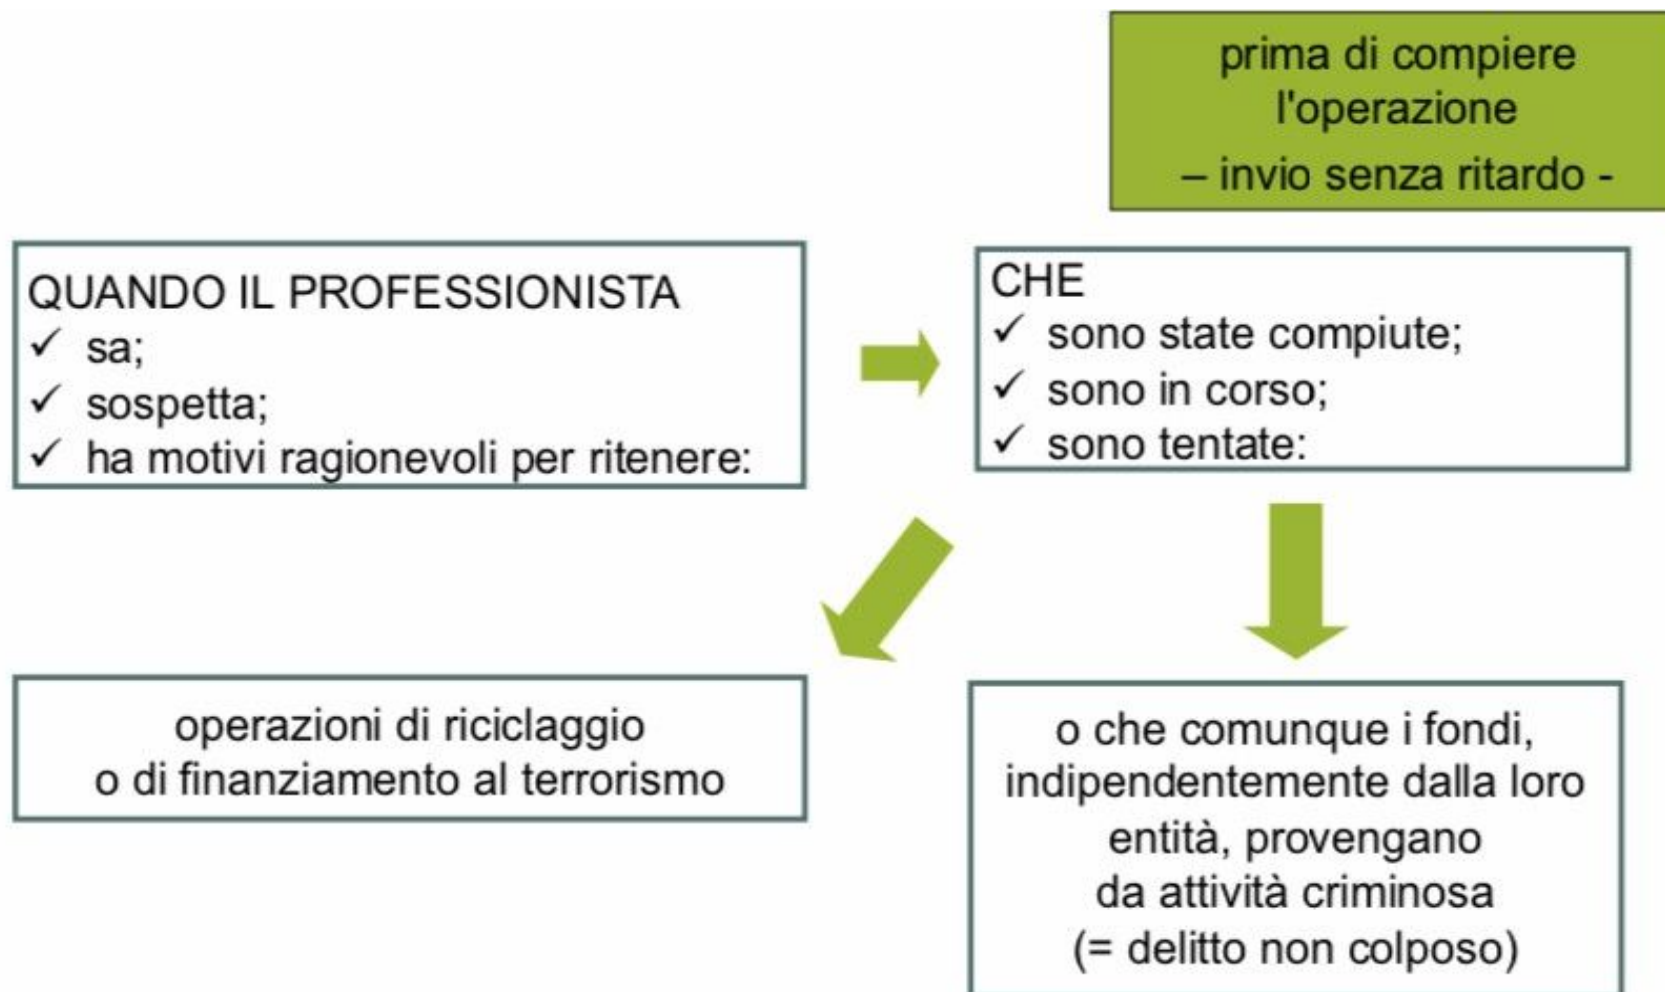 prima di compiere
l'operazione
– invio senza ritardo -
QUANDO IL PROFESSIONISTA
✓ sa;
✓ sospetta;
✓ ha motivi ragionevoli per ritenere:
CHE
✓ sono state compiute;
✓ sono in corso;
✓ sono tentate:
operazioni di riciclaggio
o di finanziamento al terrorismo
o che comunque i fondi,
indipendentemente dalla loro
entità, provengano
da attività criminosa
(= delitto non colposo)